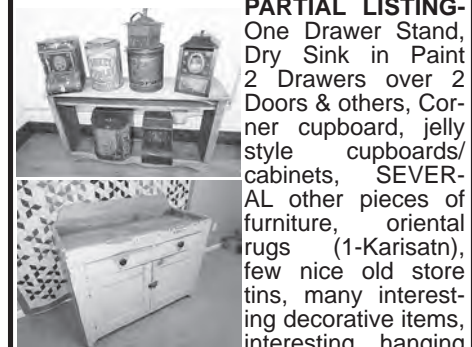 PARTIAL LISTING-
One Drawer Stand,
Dry Sink in Paint
2 Drawers over 2
Doors & others, Cor-
ner cupboard, jelly
style cupboards/
cabinets, SEVER-
AL other pieces of
furniture, oriental
rugs (1-Karisatn),
few nice old store
tins, many interest-
ing decorative items,
interesting hanging